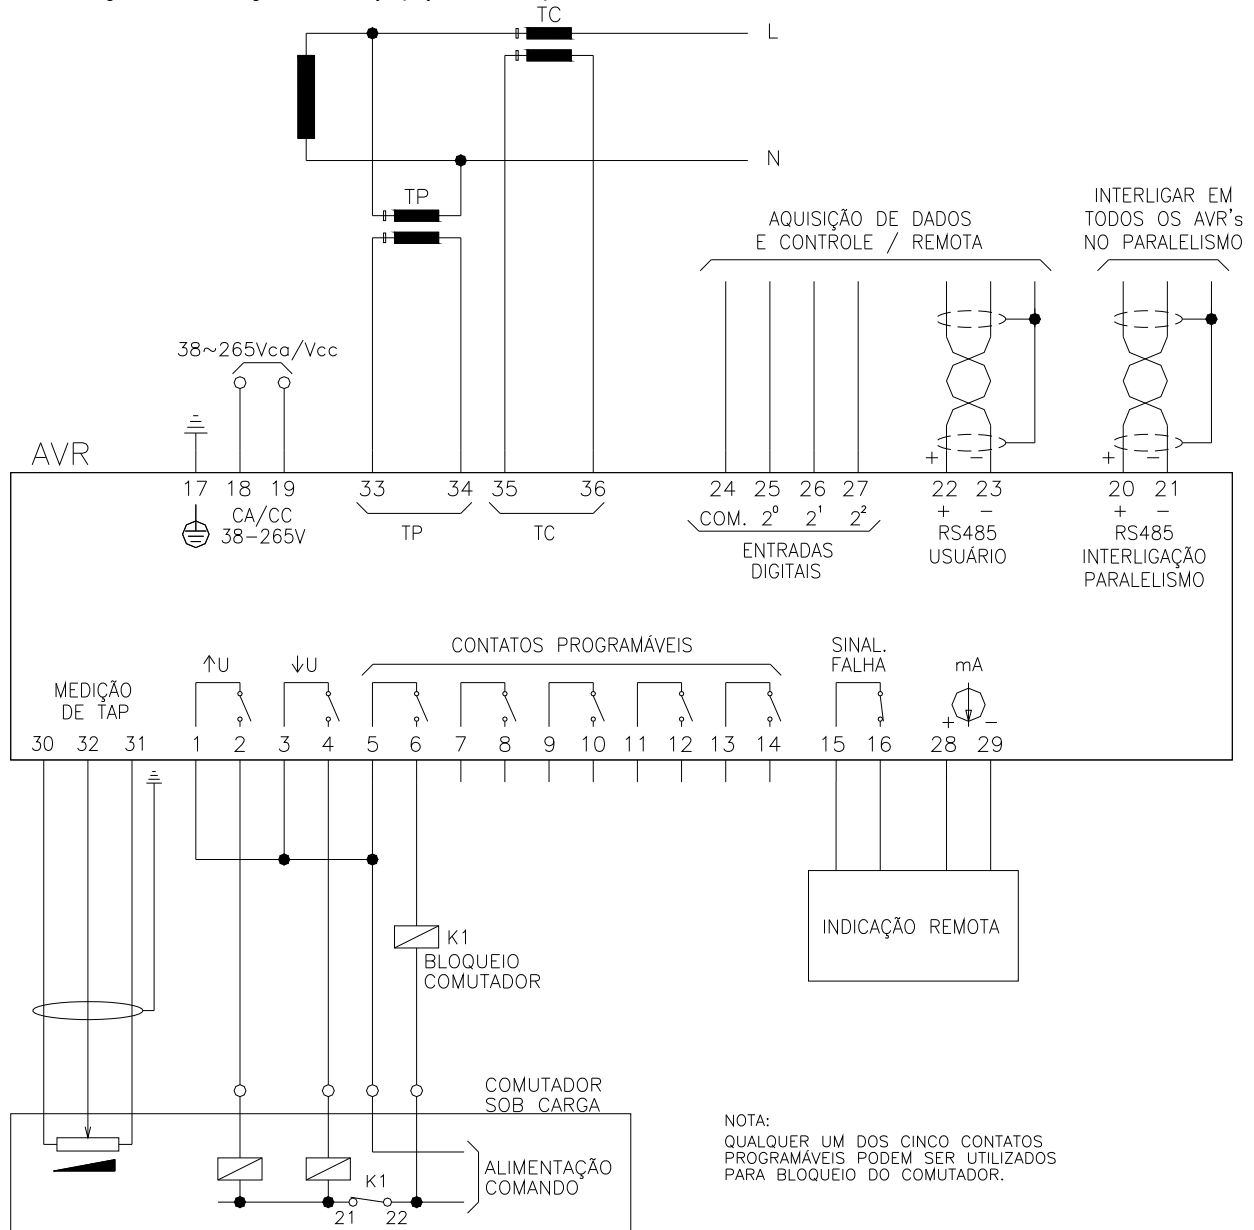 TC
L
N
TP
AQUISIÇÃO DE DADOS
E CONTROLE / REMOTA
INTERLIGAR EM
TODOS OS AVR's
NO PARALELISMO
38~265Vca/Vcc
AVR
+ − + −
17 18 19 33 34 35 36 24 25 26 27 22 23 20 21
CA/CC
38−265V
TP
TC
COM. 2⁰ 2¹ 2²
ENTRADAS
DIGITAIS
+ −
RS485
USUÁRIO
+ −
RS485
INTERLIGAÇÃO
PARALELISMO
MEDIÇÃO
DE TAP
↑U
↓U
CONTATOS PROGRAMÁVEIS
SINAL.
FALHA
mA
+ −
30 32 31 1 2 3 4 5 6 7 8 9 10 11 12 13 14 15 16 28 29
K1
BLOQUEIO
COMUTADOR
INDICAÇÃO REMOTA
COMUTADOR
SOB CARGA
ALIMENTAÇÃO
COMANDO
K1
21 22
NOTA:
QUALQUER UM DOS CINCO CONTATOS
PROGRAMÁVEIS PODEM SER UTILIZADOS
PARA BLOQUEIO DO COMUTADOR.